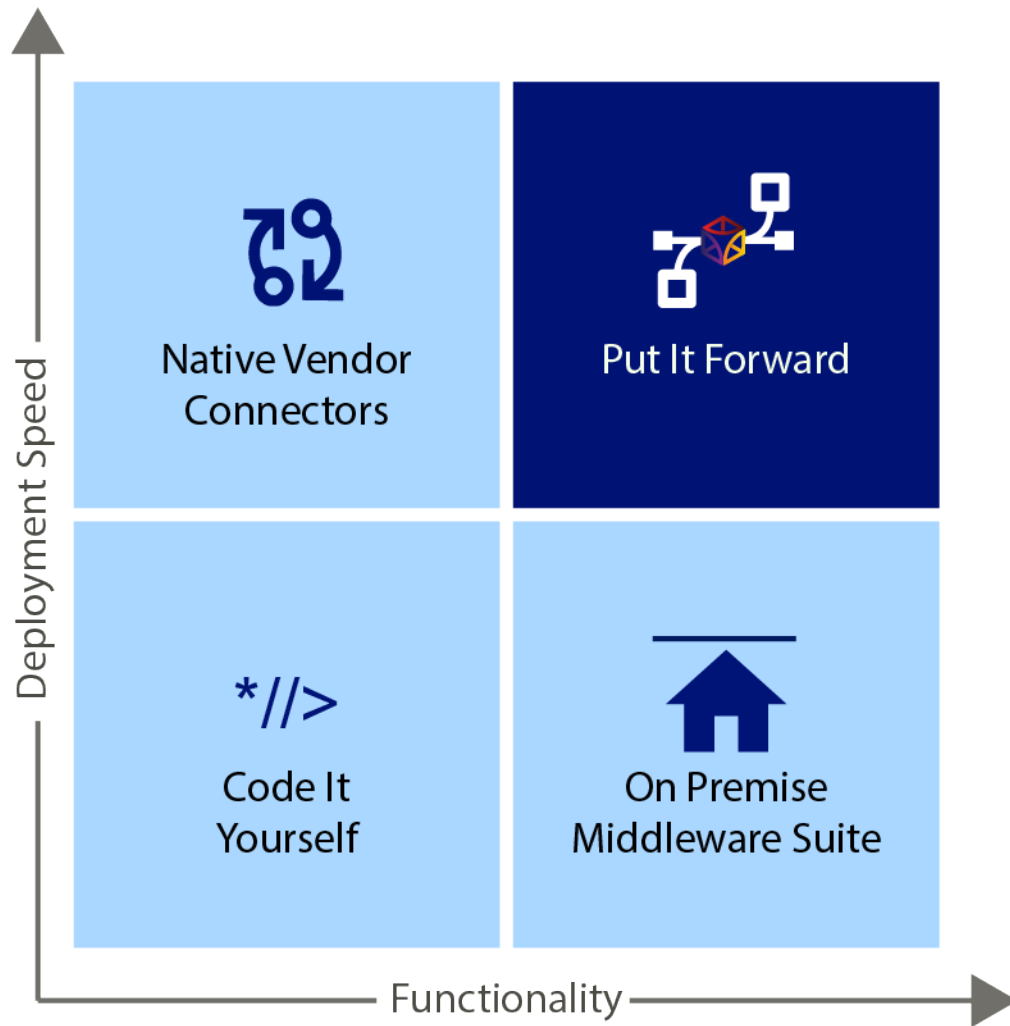 Deployment Speed
Native Vendor
Connectors
Put It Forward
*//>
Code It
Yourself
On Premise
Middleware Suite
Functionality